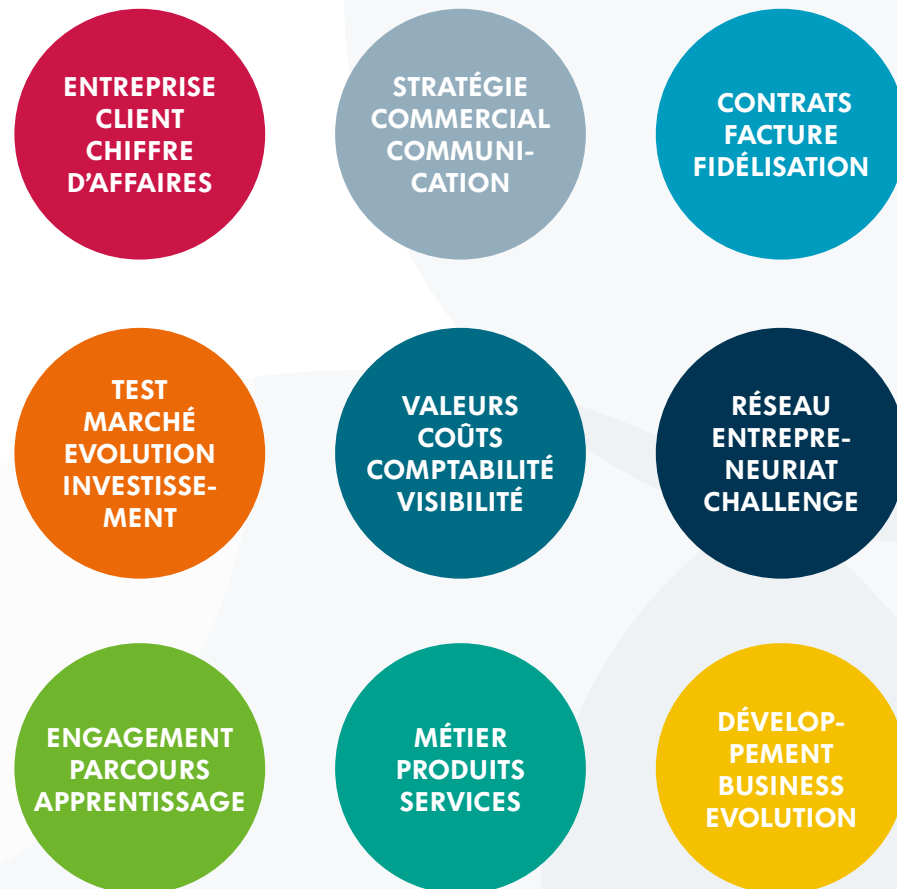 ENTREPRISE
CLIENT
CHIFFRE
D'AFFAIRES
STRATÉGIE
COMMERCIAL
COMMUNI-
CATION
CONTRATS
FACTURE
FIDÉLISATION
TEST
MARCHÉ
EVOLUTION
INVESTISSE-
MENT
VALEURS
COÛTS
COMPTABILITÉ
VISIBILITÉ
RÉSEAU
ENTREPRE-
NEURIAT
CHALLENGE
ENGAGEMENT
PARCOURS
APPRENTISSAGE
MÉTIER
PRODUITS
SERVICES
DÉVELOP-
PEMENT
BUSINESS
EVOLUTION